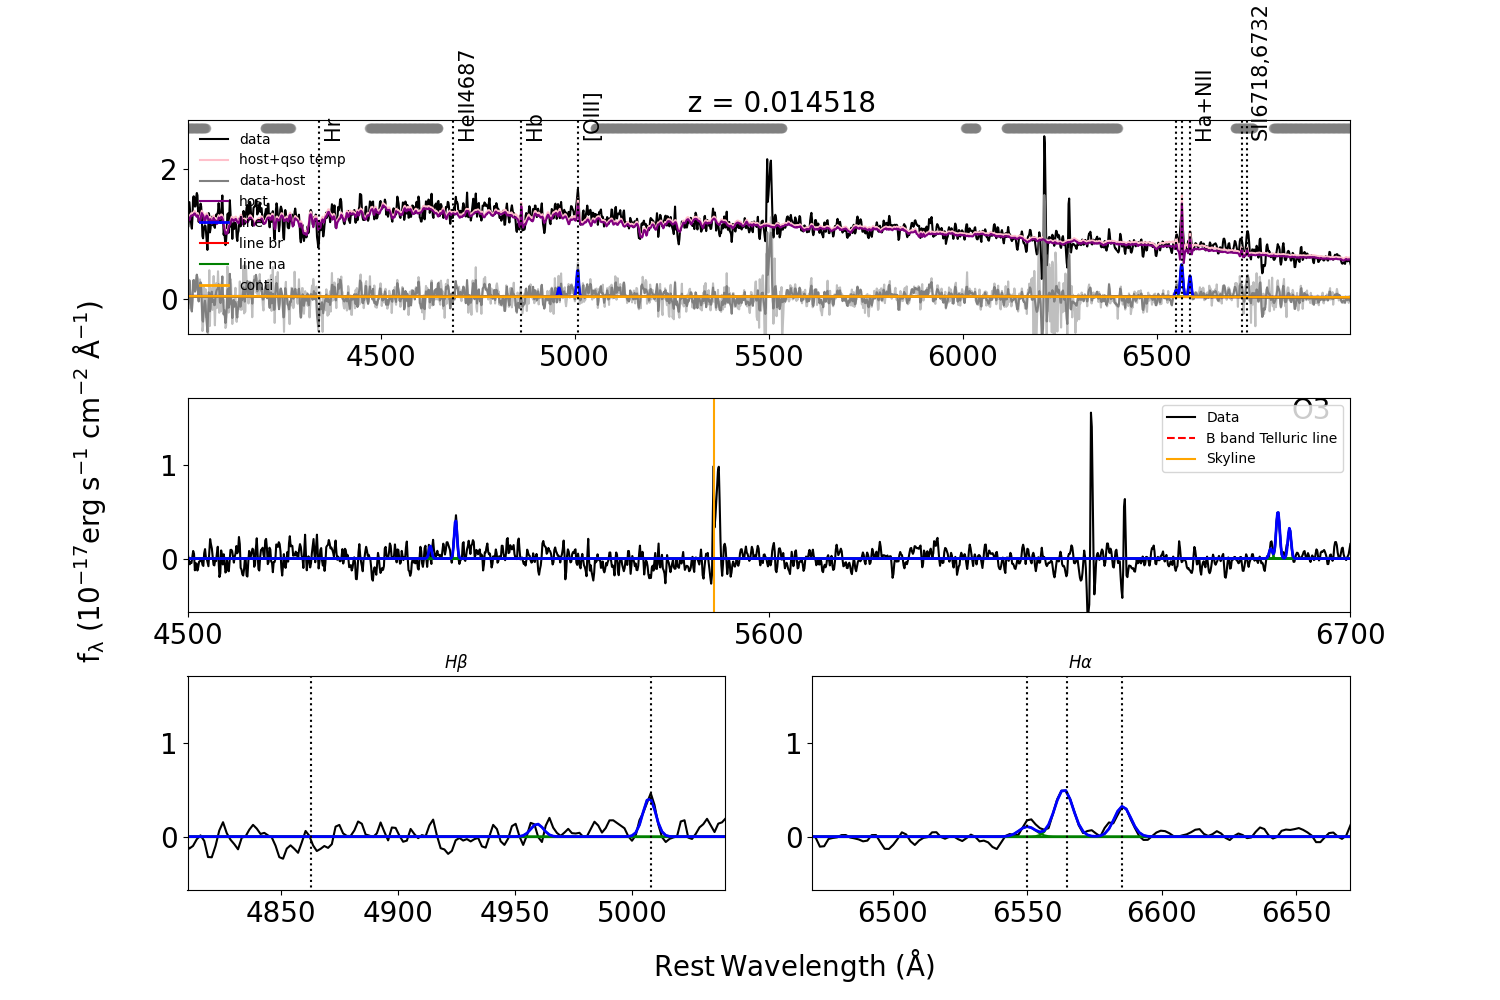 z = 0.014518
Hr
HeII4687
Hb
[OIII]
Ha+NII
SII6718,6732
data
host+qso temp
data-host
host
line
line br
line na
conti
2
0
4500
5000
5500
6000
6500
O3
Data
B band Telluric line
Skyline
1
0
4500
5600
6700
fλ (10⁻¹⁷erg s⁻¹ cm⁻² Å⁻¹)
Hβ
1
0
4850
4900
4950
5000
Hα
1
0
6500
6550
6600
6650
Rest Wavelength (Å)